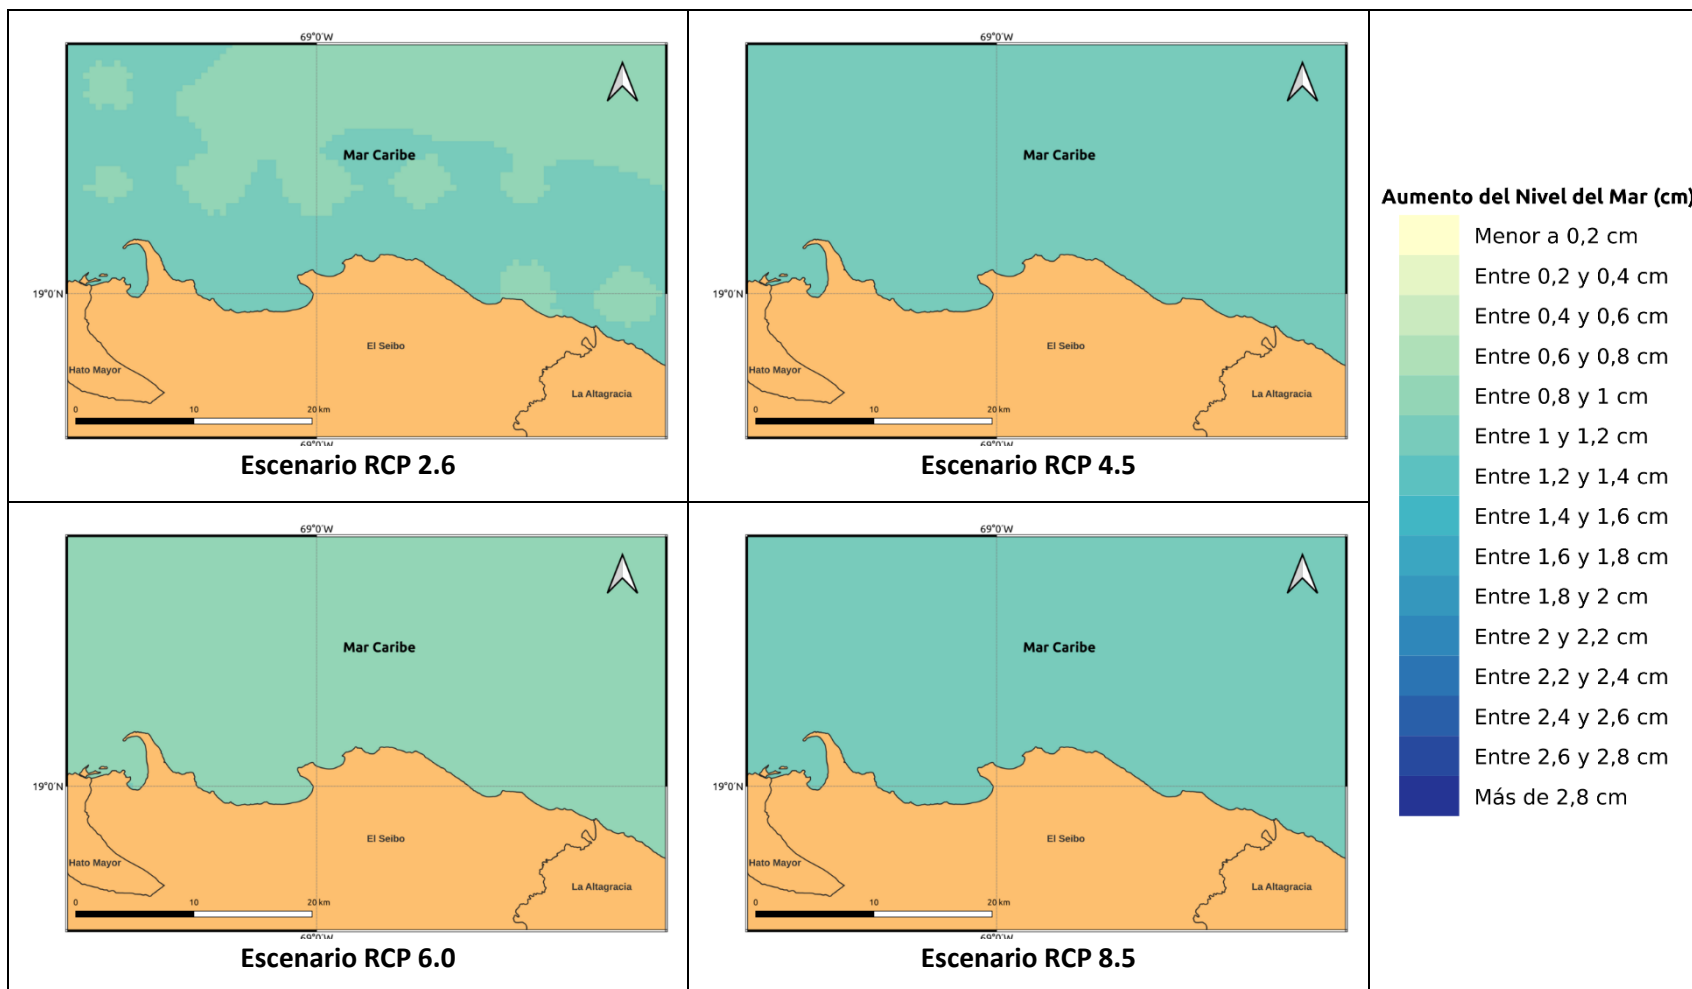 69°0'W
Mar Caribe
19°0'N
El Seibo
Hato Mayor
La Altagracia
0 10 20 km
69°0'W
Escenario RCP 2.6
69°0'W
Mar Caribe
19°0'N
El Seibo
Hato Mayor
La Altagracia
0 10 20 km
69°0'W
Escenario RCP 4.5
69°0'W
Mar Caribe
19°0'N
El Seibo
Hato Mayor
La Altagracia
0 10 20 km
69°0'W
Escenario RCP 6.0
69°0'W
Mar Caribe
19°0'N
El Seibo
Hato Mayor
La Altagracia
0 10 20 km
69°0'W
Escenario RCP 8.5
Aumento del Nivel del Mar (cm)
Menor a 0,2 cm
Entre 0,2 y 0,4 cm
Entre 0,4 y 0,6 cm
Entre 0,6 y 0,8 cm
Entre 0,8 y 1 cm
Entre 1 y 1,2 cm
Entre 1,2 y 1,4 cm
Entre 1,4 y 1,6 cm
Entre 1,6 y 1,8 cm
Entre 1,8 y 2 cm
Entre 2 y 2,2 cm
Entre 2,2 y 2,4 cm
Entre 2,4 y 2,6 cm
Entre 2,6 y 2,8 cm
Más de 2,8 cm